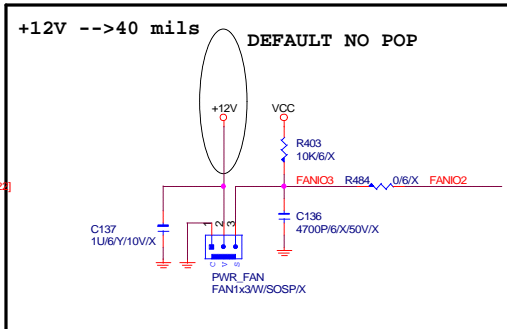 +12V -->40 mils
DEFAULT NO POP
+12V
VCC
R403
10K/6/X
FANIO3
R484
0/6/X
FANIO2
C137
1U/6/Y/10V/X
C136
4700P/6/X/50V/X
1
2
3
C
V
S
PWR_FAN
FAN1x3/W/SOSP/X